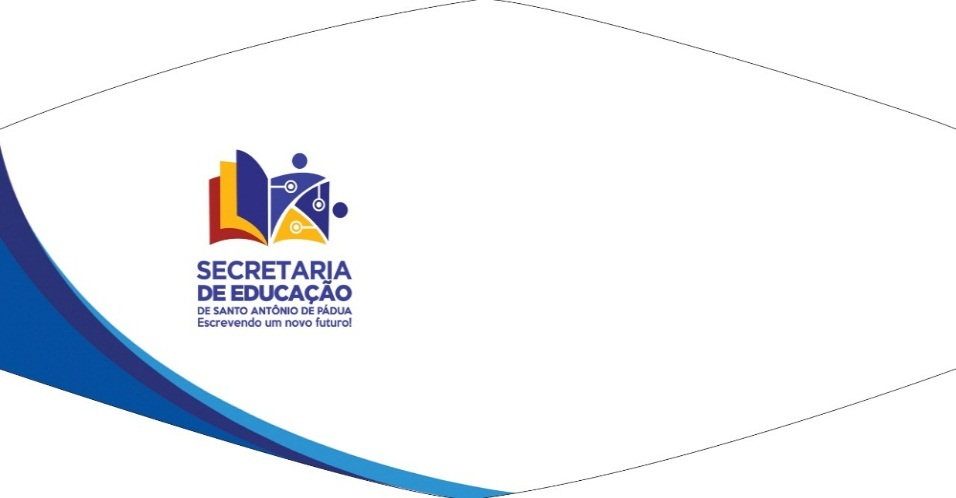 SECRETARIA
DE EDUCAÇÃO
DE SANTO ANTÔNIO DE PÁDUA
Escrevendo um novo futuro!